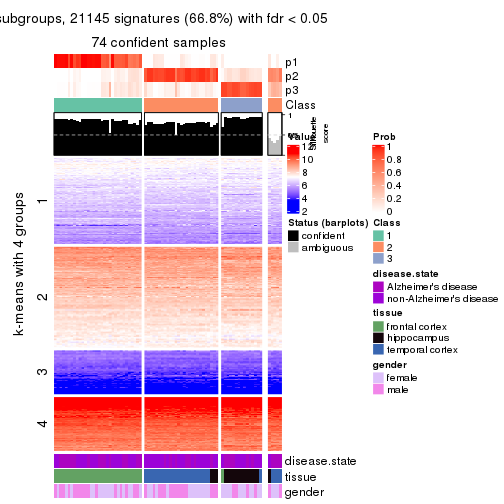 subgroups, 21145 signatures (66.8%) with fdr < 0.05
74 confident samples
p1
p2
p3
Class
1
silhouette
score
Value
12
10
8
6
4
2
Prob
1
0.8
0.6
0.4
0.2
0
Status (barplots)
confident
ambiguous
Class
1
2
3
disease.state
Alzheimer's disease
non-Alzheimer's disease
tissue
frontal cortex
hippocampus
temporal cortex
gender
female
male
k-means with 4 groups
1
2
3
4
disease.state
tissue
gender